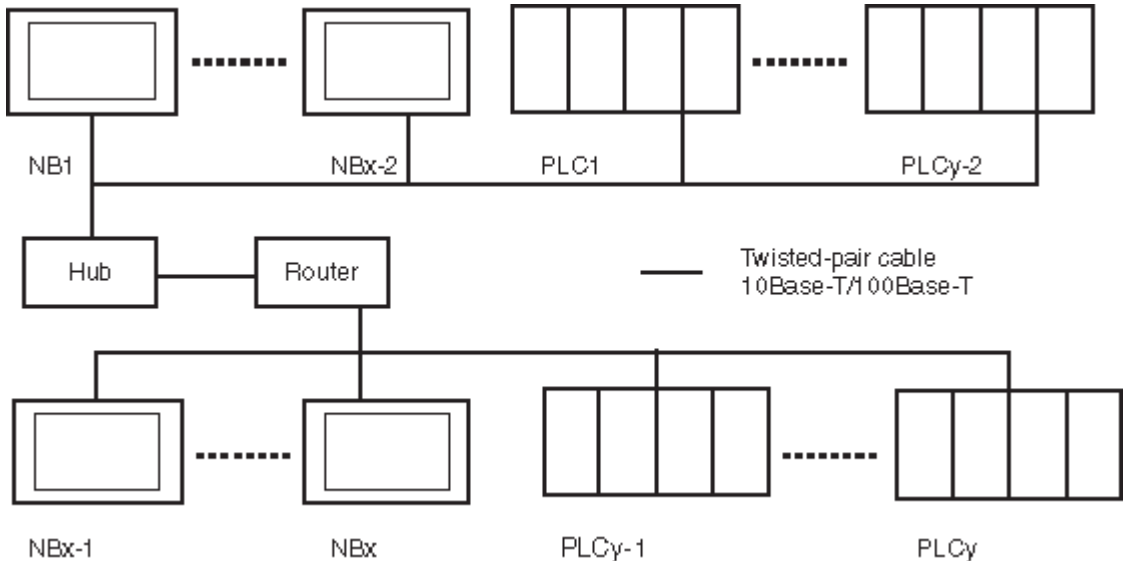 NB1
NBx-2
PLC1
PLCy-2
Hub
Router
Twisted-pair cable
10Base-T/100Base-T
NBx-1
NBx
PLCy-1
PLCy